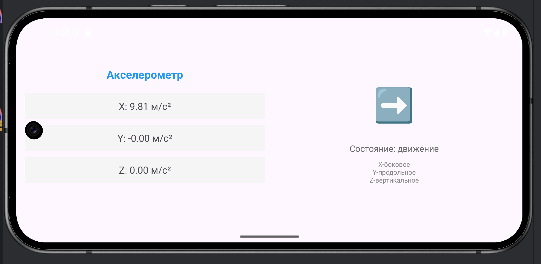 Акселерометр
X: 9.81 м/с²
Y: -0.00 м/с²
Z: 0.00 м/с²
Состояние: движение
X-боковое
Y-продольное
Z-вертикальное